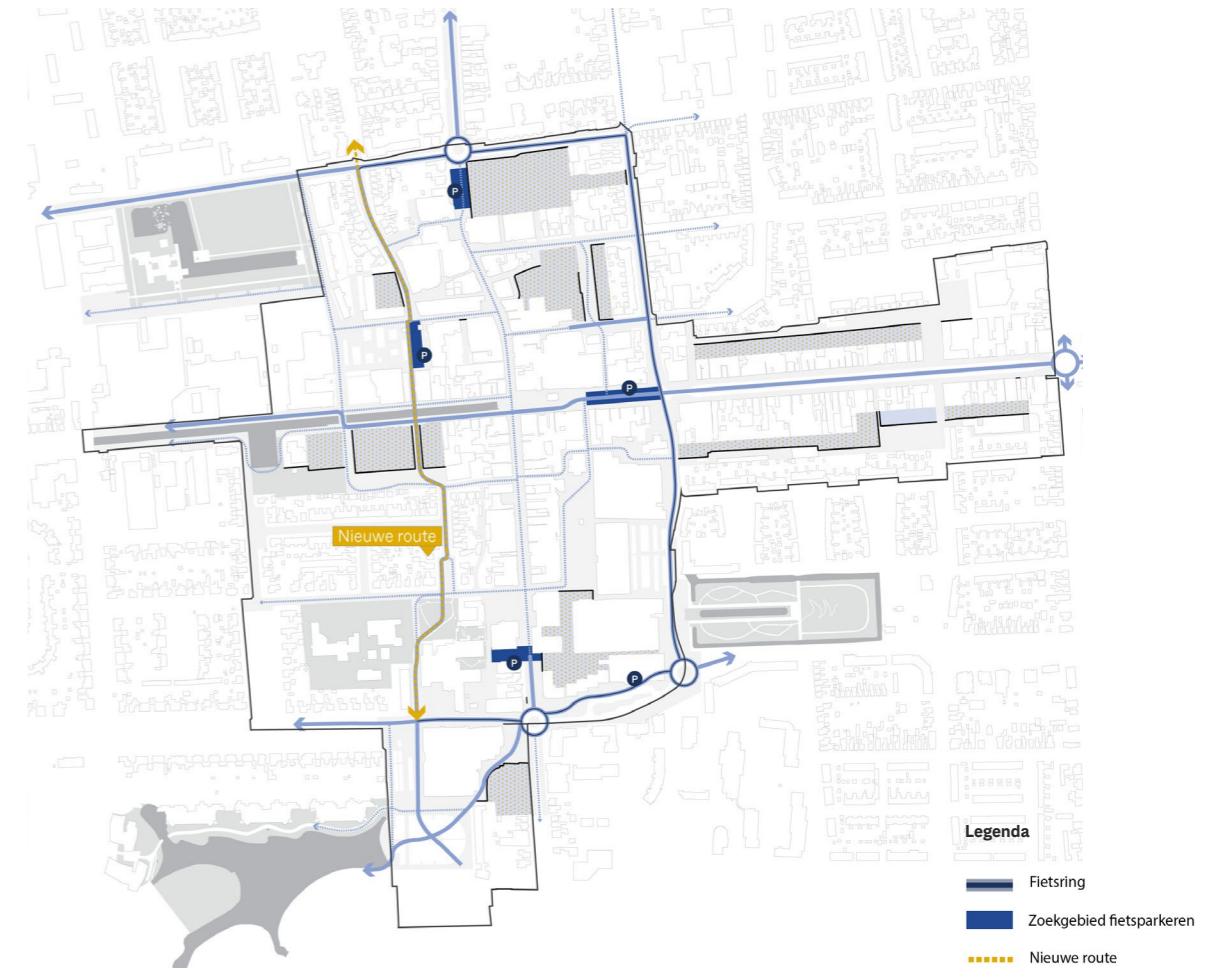 P
P
P
Nieuwe route
P
P
Legenda
Fietsring
Zoekgebied fietsparkeren
Nieuwe route